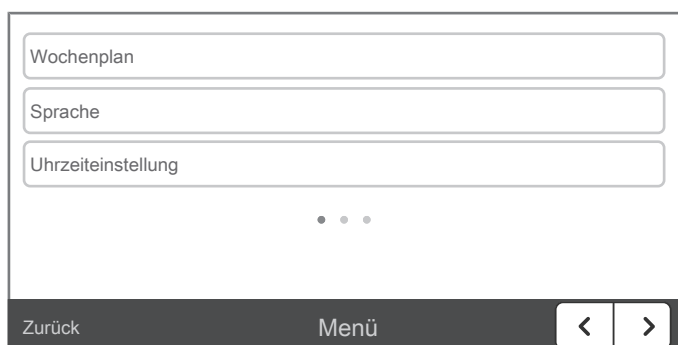 Wochenplan
Sprache
Uhrzeiteinstellung
Zurück Menü